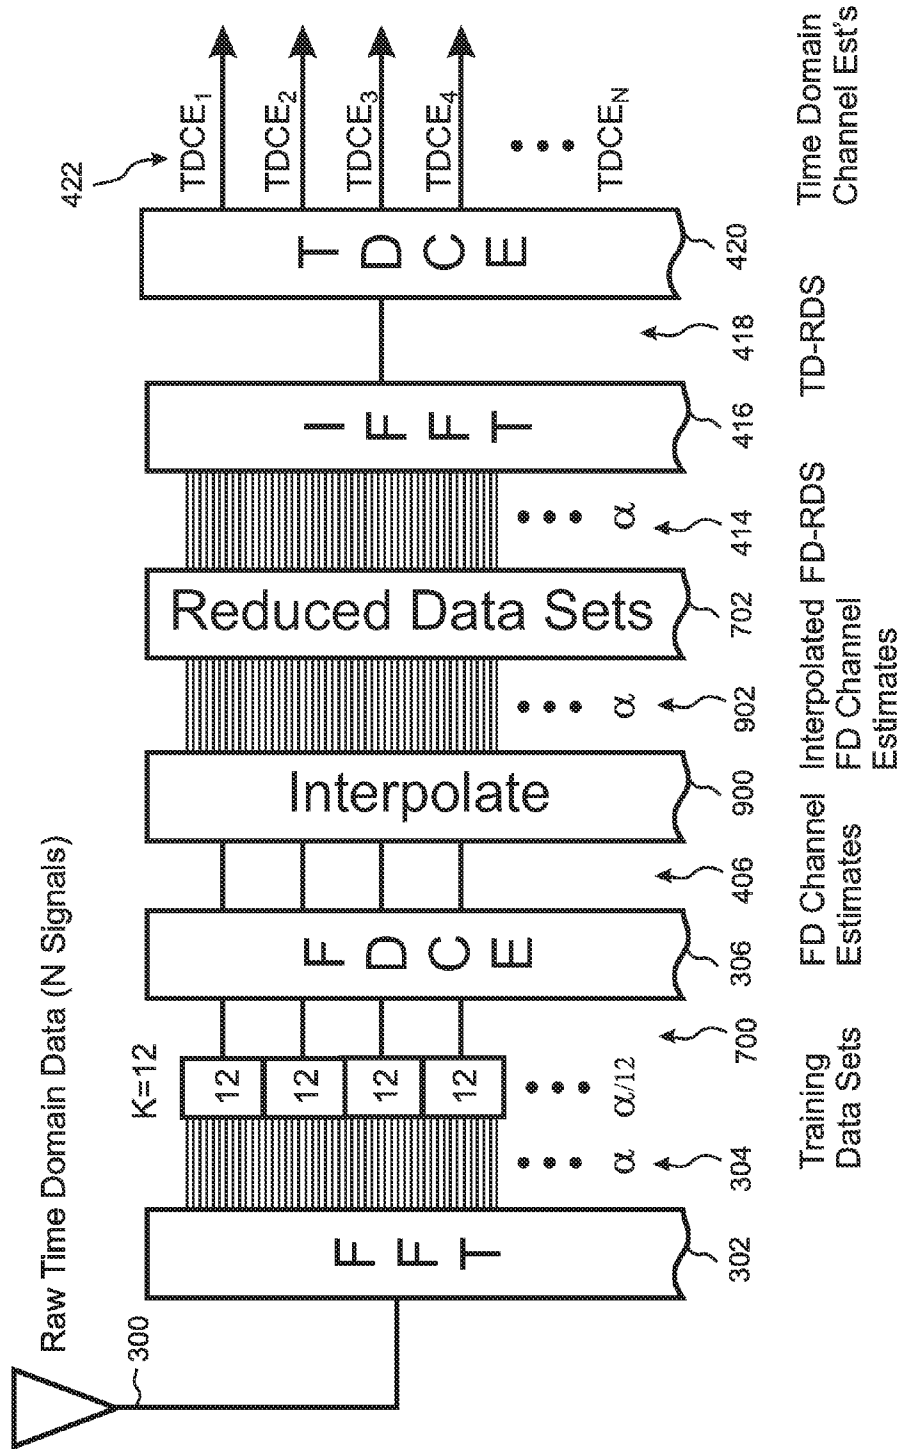 Raw Time Domain Data (N Signals)
300
FFT
302
α
304
K=12
12
12
12
12
α/12
700
Training
Data Sets
FDCE
306
406
FD Channel
Estimates
Interpolate
900
α
902
Interpolated
FD Channel
Estimates
Reduced Data Sets
702
α
414
FD-RDS
IFFT
416
418
TD-RDS
TDCE
420
422
TDCE1
TDCE2
TDCE3
TDCE4
TDCEN
Time Domain
Channel Est's